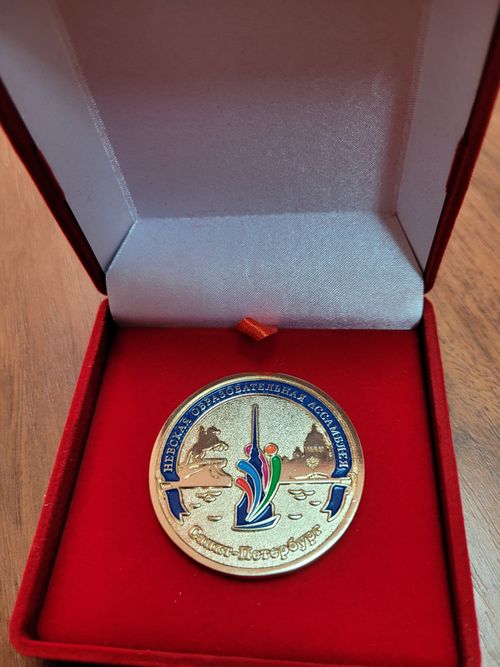 НЕВСКАЯ ОБРАЗОВАТЕЛЬНАЯ АССАМБЛЕЯ
Санкт-Петербург